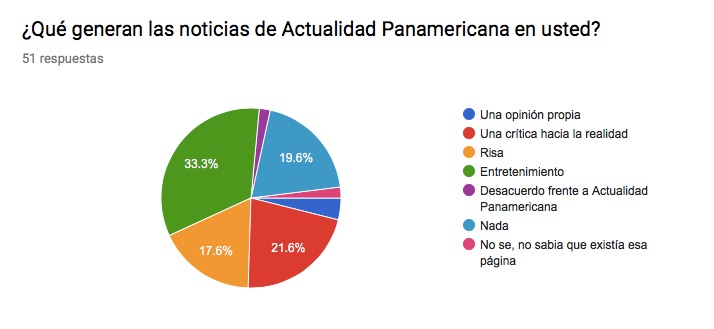 ¿Qué generan las noticias de Actualidad Panamericana en usted?
51 respuestas
33.3%
19.6%
17.6%
21.6%
Una opinión propia
Una crítica hacia la realidad
Risa
Entretenimiento
Desacuerdo frente a Actualidad
Panamericana
Nada
No se, no sabia que existía esa
página